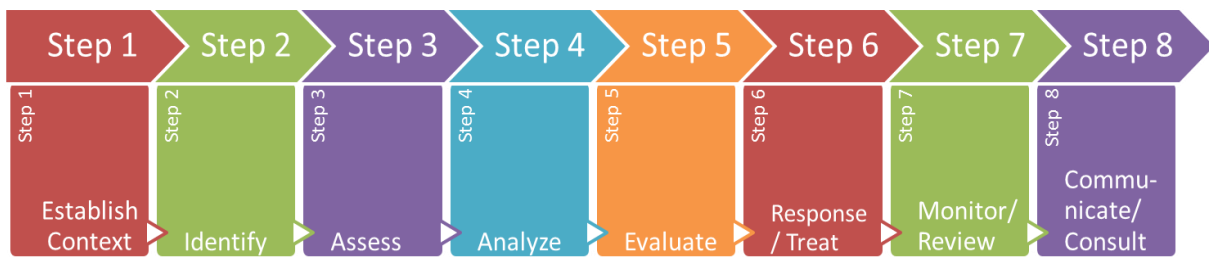 Step 1
Step 2
Step 3
Step 4
Step 5
Step 6
Step 7
Step 8
Step 1
Establish
Context
Step 2
Identify
Step 3
Assess
Step 4
Analyze
Step 5
Evaluate
Step 6
Response
/ Treat
Step 7
Monitor/
Review
Step 8
Commu-
nicate/
Consult